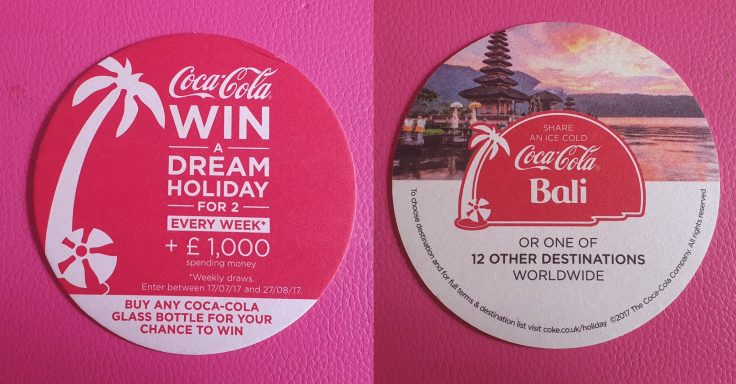 Coca-Cola
WIN
A
DREAM
HOLIDAY
FOR 2
EVERY WEEK*
+ £1,000
spending money
*Weekly draws.
Enter between 17/07/17 and 27/08/17.
BUY ANY COCA-COLA
GLASS BOTTLE FOR YOUR
CHANCE TO WIN
SHARE
AN ICE COLD
Coca-Cola
Bali
OR ONE OF
12 OTHER DESTINATIONS
WORLDWIDE
To choose destination and for full terms & destination list visit coke.co.uk/holiday ©2017 The Coca-Cola Company. All rights reserved